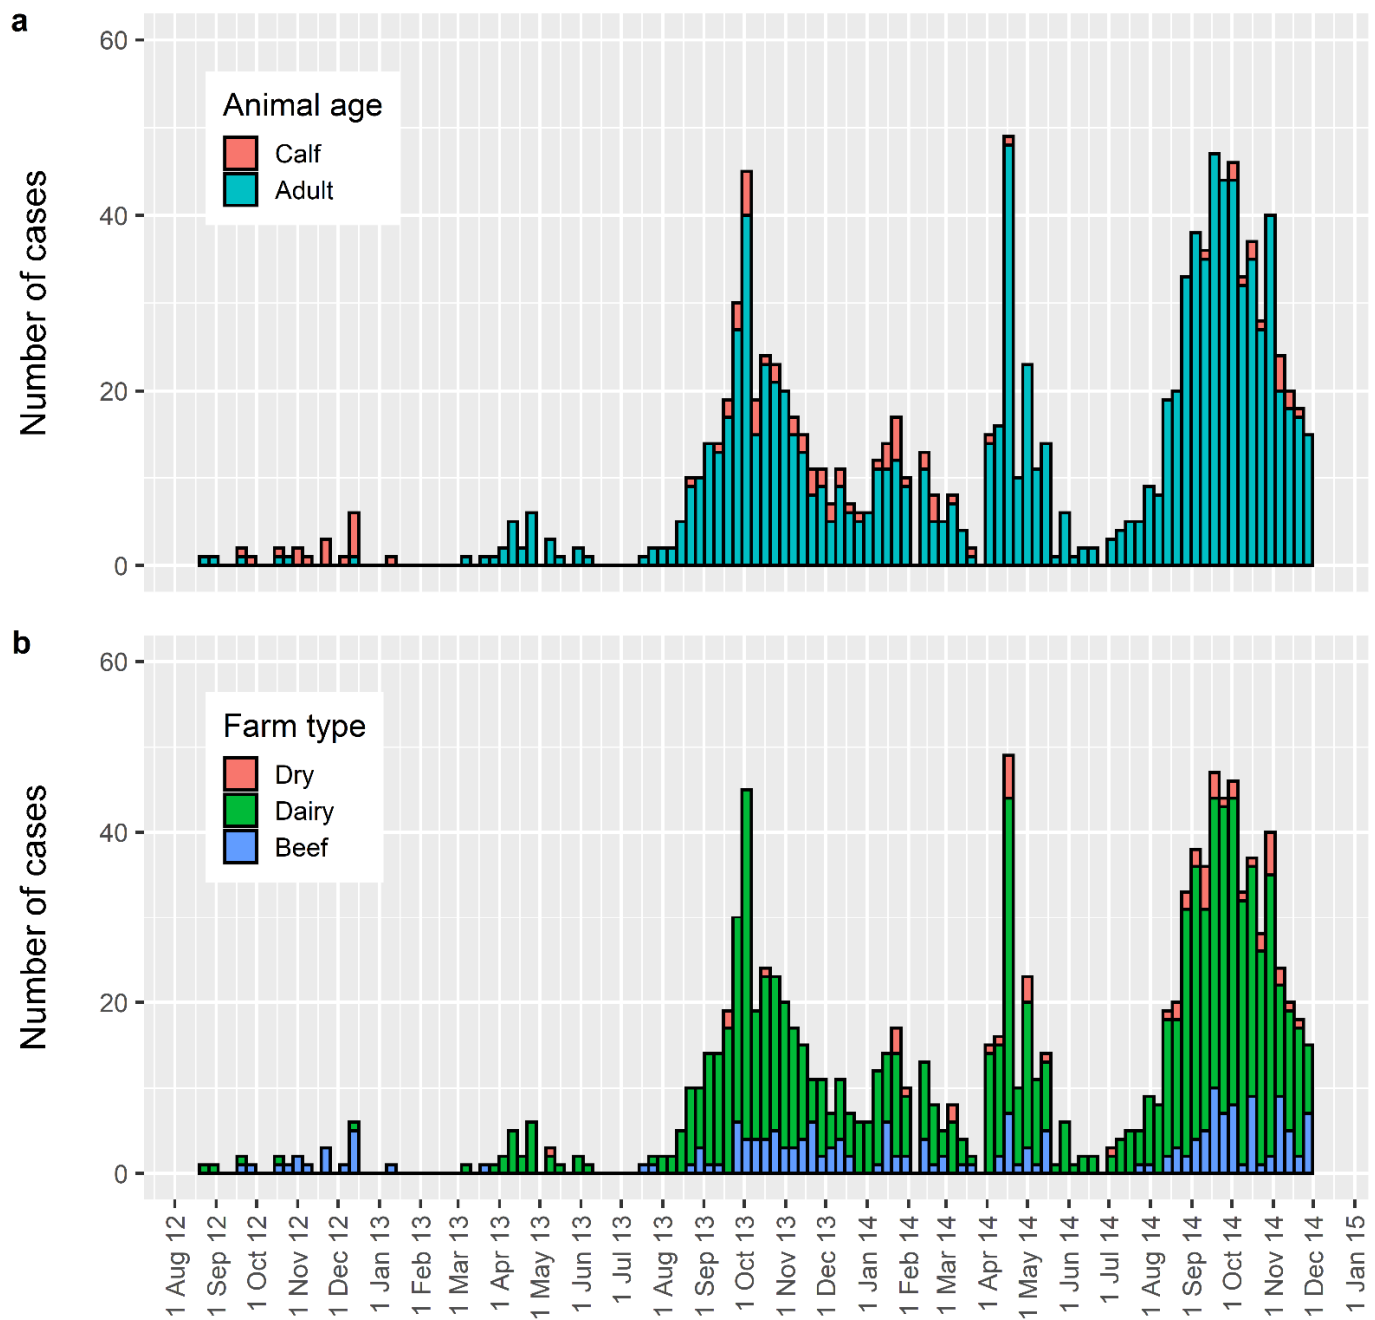 a
60
40
20
0
Number of cases
Animal age
Calf
Adult
b
60
40
20
0
Number of cases
Farm type
Dry
Dairy
Beef
1 Aug 12
1 Sep 12
1 Oct 12
1 Nov 12
1 Dec 12
1 Jan 13
1 Feb 13
1 Mar 13
1 Apr 13
1 May 13
1 Jun 13
1 Jul 13
1 Aug 13
1 Sep 13
1 Oct 13
1 Nov 13
1 Dec 13
1 Jan 14
1 Feb 14
1 Mar 14
1 Apr 14
1 May 14
1 Jun 14
1 Jul 14
1 Aug 14
1 Sep 14
1 Oct 14
1 Nov 14
1 Dec 14
1 Jan 15